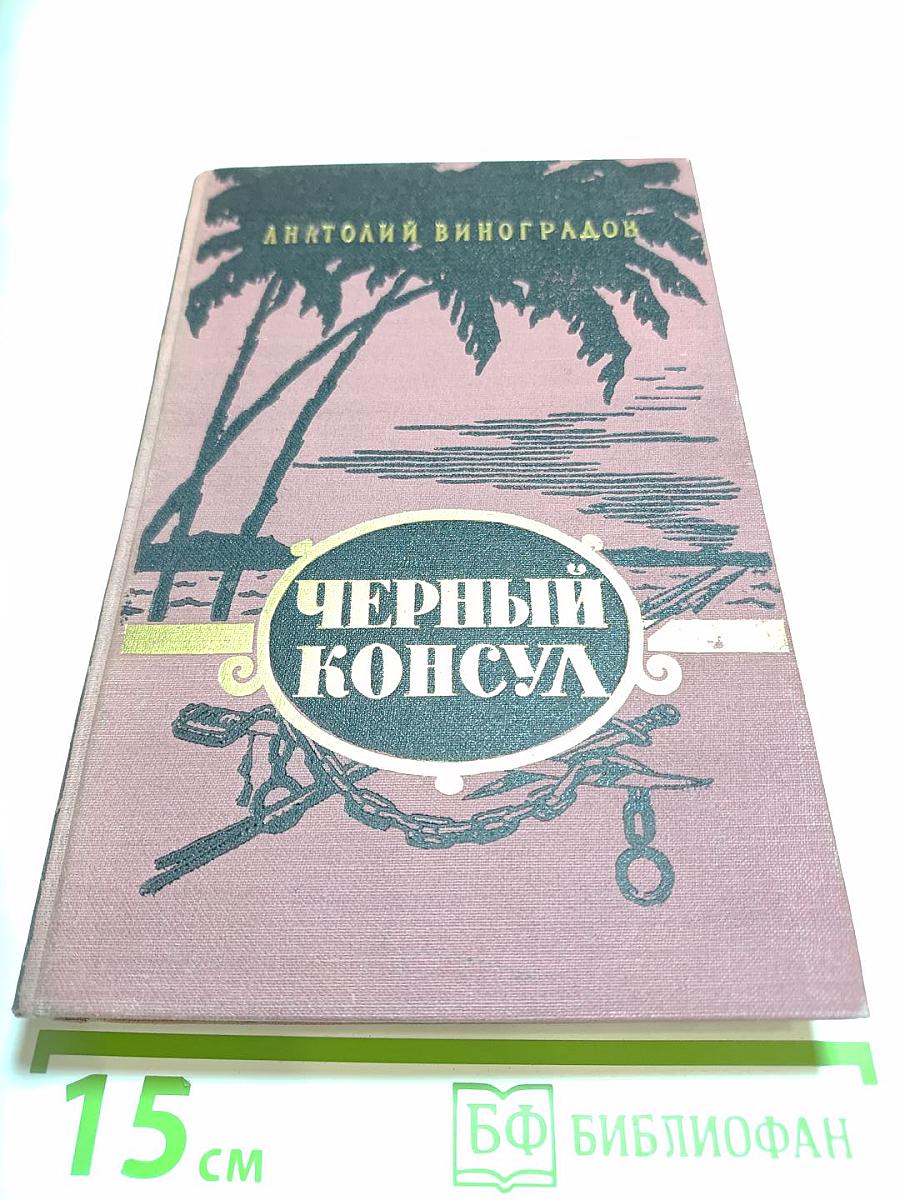 АНАТОЛИЙ ВИНОГРАДОВ
ЧЕРНЫЙ
КОНСУЛ
15 см
БФ БИБЛИОФАН